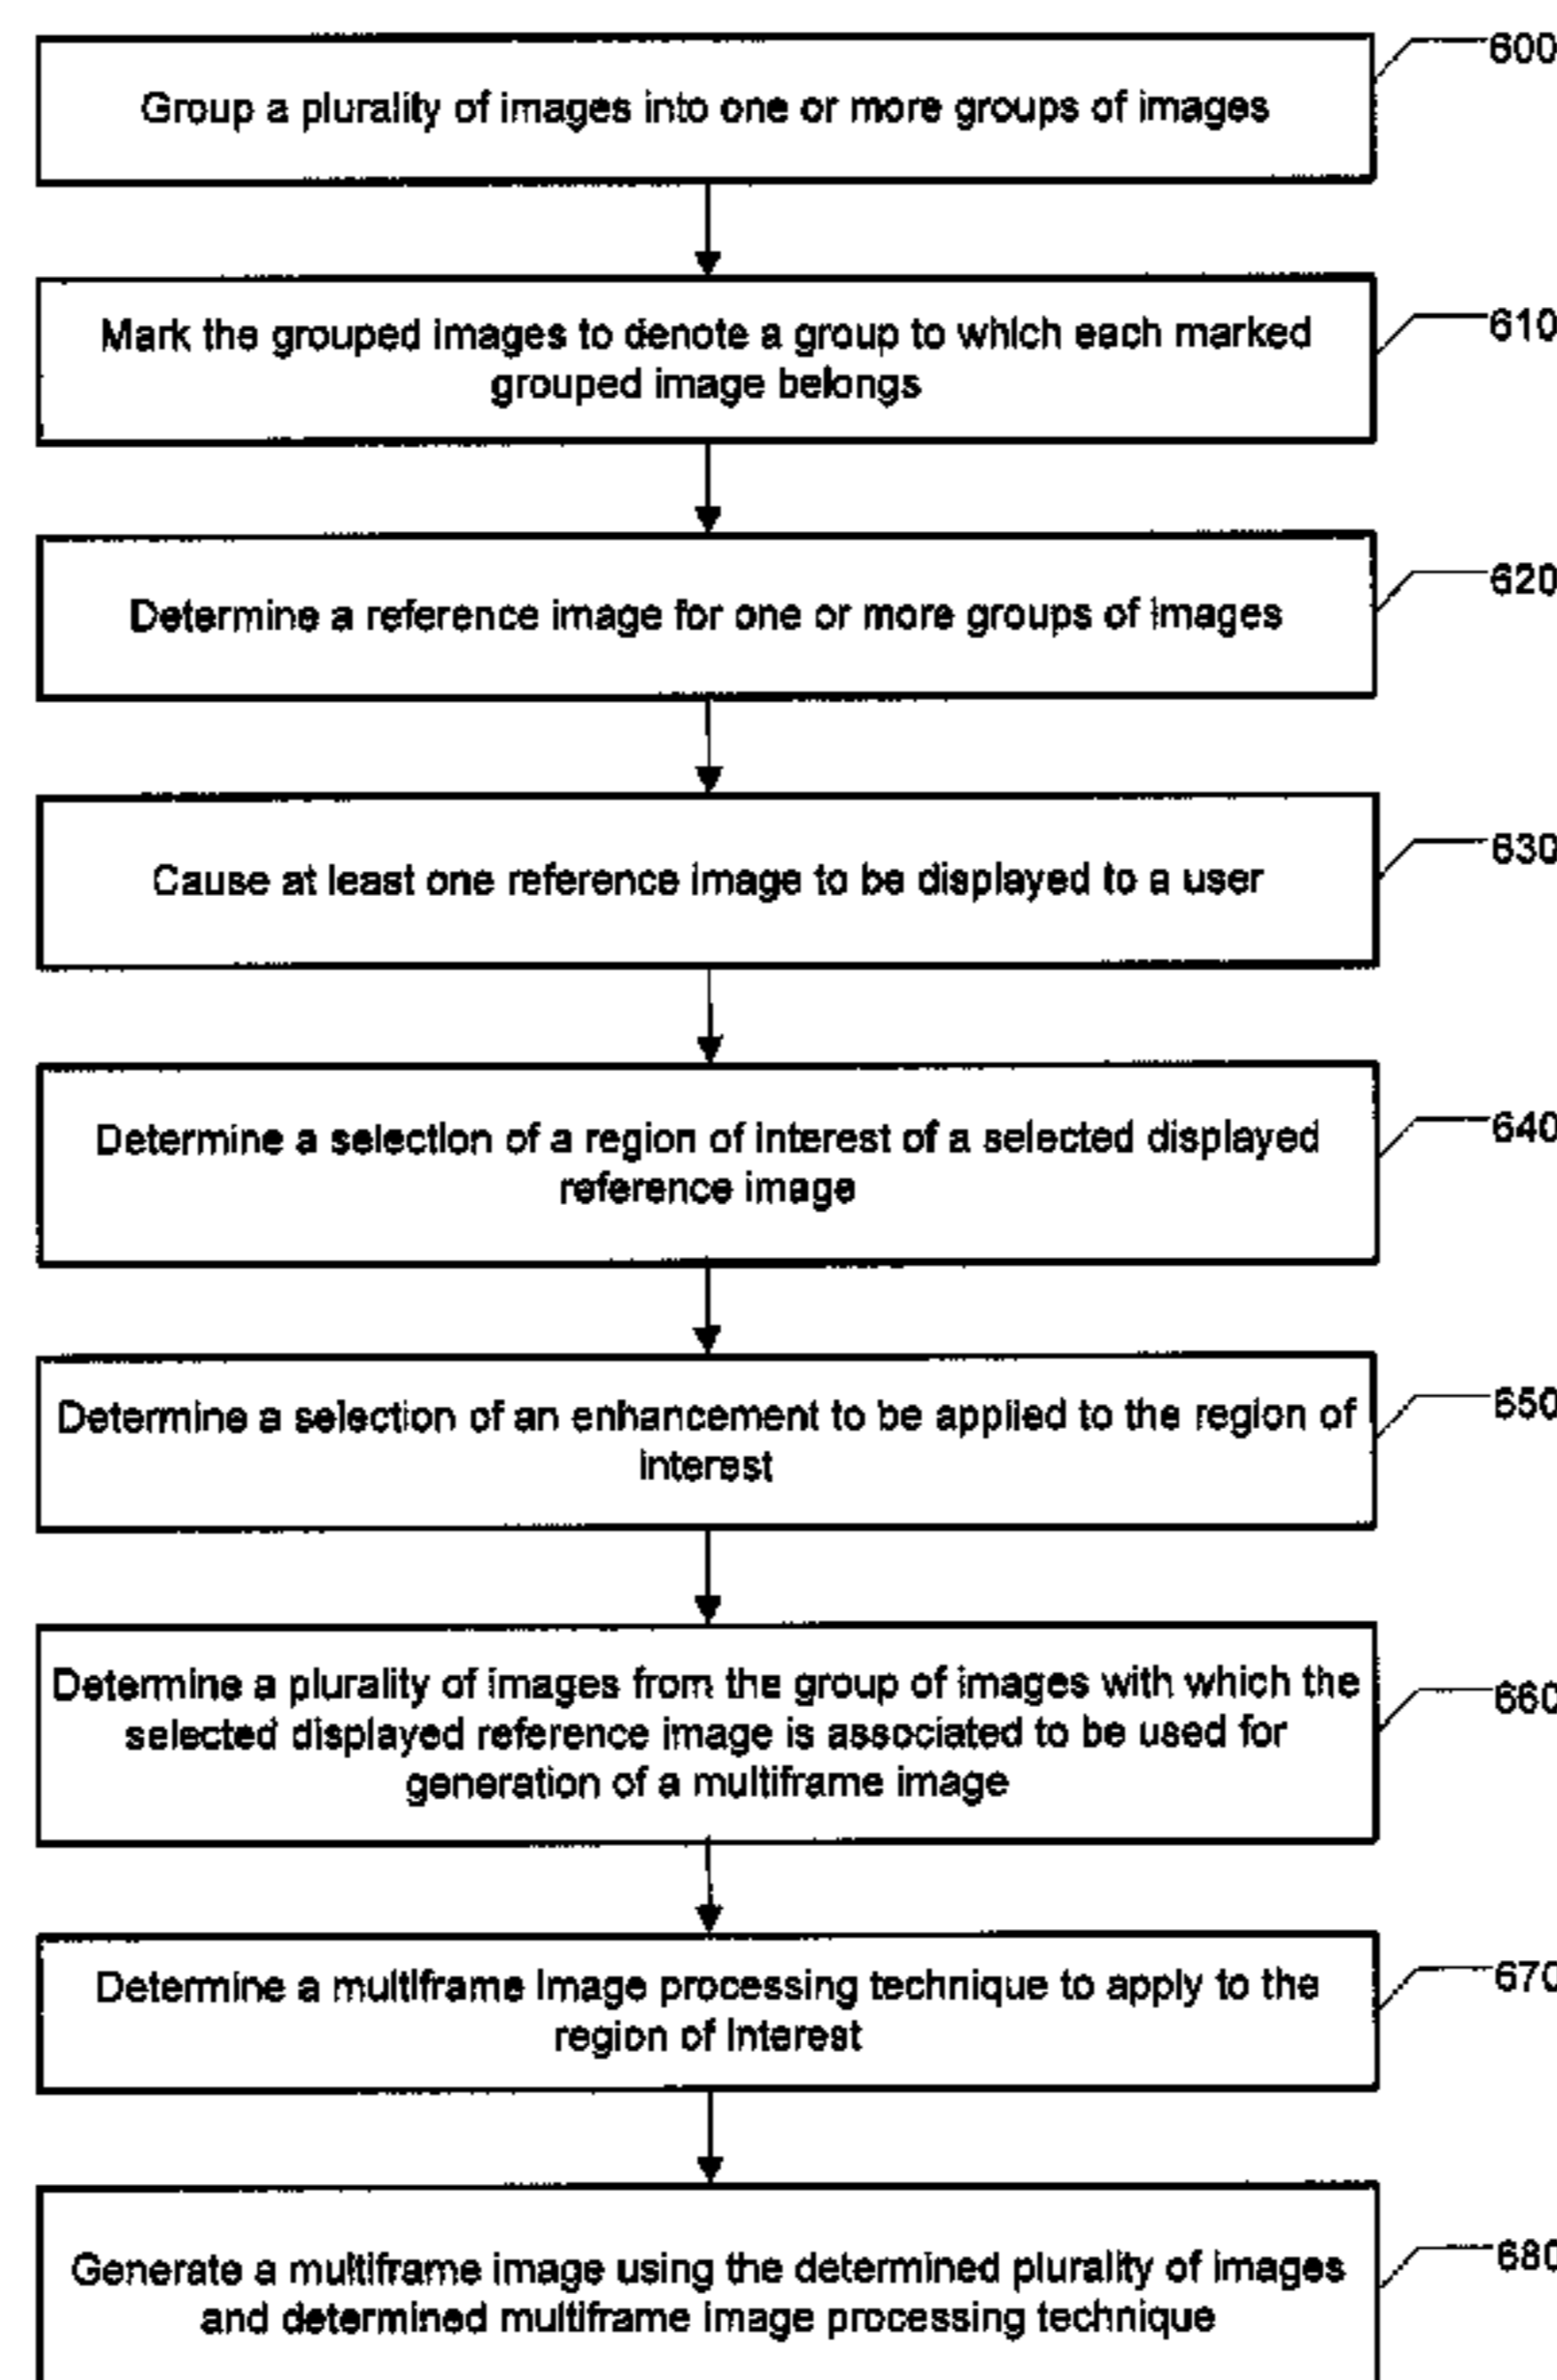 600
Group a plurality of images into one or more groups of images
610
Mark the grouped images to denote a group to which each marked
grouped image belongs
620
Determine a reference image for one or more groups of images
630
Cause at least one reference image to be displayed to a user
640
Determine a selection of a region of interest of a selected displayed
reference image
650
Determine a selection of an enhancement to be applied to the region of
interest
660
Determine a plurality of images from the group of images with which the
selected displayed reference image is associated to be used for
generation of a multiframe image
670
Determine a multiframe image processing technique to apply to the
region of interest
680
Generate a multiframe image using the determined plurality of images
and determined multiframe image processing technique